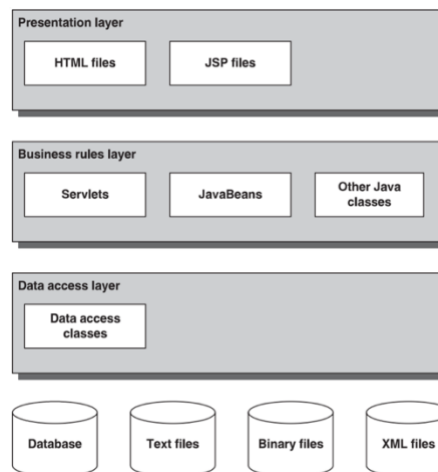 Presentation layer
HTML files
JSP files
Business rules layer
Servlets
JavaBeans
Other Java
classes
Data access layer
Data access
classes
Database
Text files
Binary files
XML files